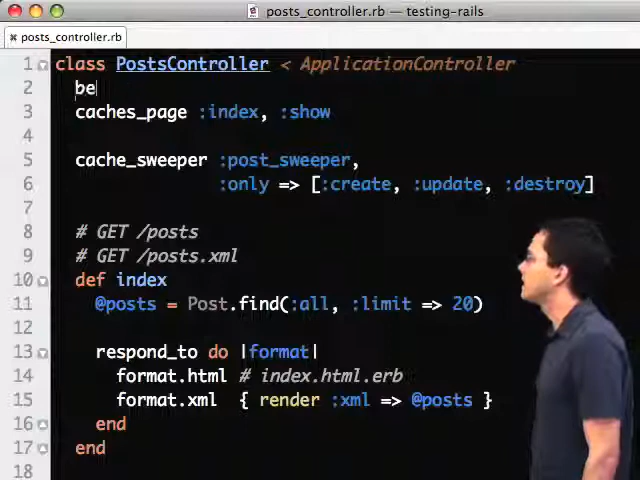 posts_controller.rb — testing-rails
× posts_controller.rb
1 class PostsController < ApplicationController
2 be
3 caches_page :index, :show
4
5 cache_sweeper :post_sweeper,
6 :only => [:create, :update, :destroy]
7
8 # GET /posts
9 # GET /posts.xml
10 def index
11 @posts = Post.find(:all, :limit => 20)
12
13 respond_to do |format|
14 format.html # index.html.erb
15 format.xml { render :xml => @posts }
16 end
17 end
18